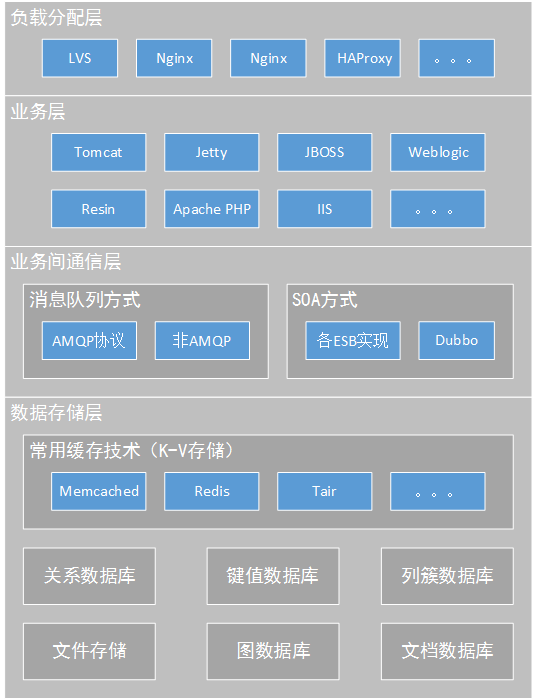 负载分配层
LVS Nginx Nginx HAProxy 。。。
业务层
Tomcat Jetty JBOSS Weblogic
Resin Apache PHP IIS 。。。
业务间通信层
消息队列方式
AMQP协议 非AMQP
SOA方式
各ESB实现 Dubbo
数据存储层
常用缓存技术（K-V存储）
Memcached Redis Tair 。。。
关系数据库 键值数据库 列簇数据库
文件存储 图数据库 文档数据库